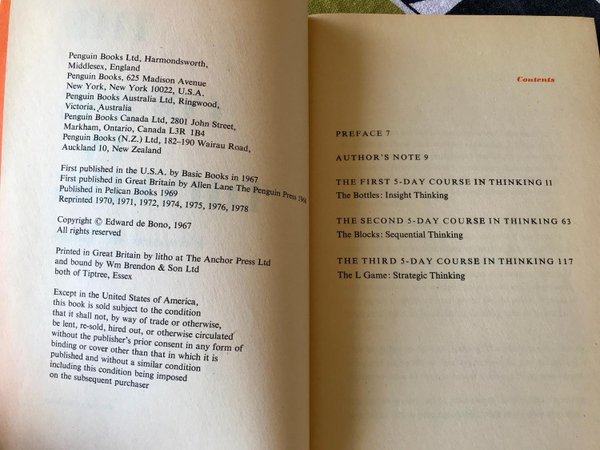 Penguin Books Ltd, Harmondsworth,
Middlesex, England
Penguin Books, 625 Madison Avenue
New York, New York 10022, U.S.A.
Penguin Books Australia Ltd, Ringwood,
Victoria, Australia
Penguin Books Canada Ltd, 2801 John Street,
Markham, Ontario, Canada L3R 1B4
Penguin Books (N.Z.) Ltd, 182–190 Wairau Road,
Auckland 10, New Zealand
First published in the U.S.A. by Basic Books in 1967
First published in Great Britain by Allen Lane The Penguin Press 1968
Published in Pelican Books 1969
Reprinted 1970, 1971, 1972, 1974, 1975, 1976, 1978
Copyright © Edward de Bono, 1967
All rights reserved
Printed in Great Britain by litho at The Anchor Press Ltd
and bound by Wm Brendon & Son Ltd
both of Tiptree, Essex
Except in the United States of America,
this book is sold subject to the condition
that it shall not, by way of trade or otherwise,
be lent, re-sold, hired out, or otherwise circulated
without the publisher's prior consent in any form of
binding or cover other than that in which it is
published and without a similar condition
including this condition being imposed
on the subsequent purchaser
Contents
PREFACE 7
AUTHOR'S NOTE 9
THE FIRST 5-DAY COURSE IN THINKING 11
The Bottles: Insight Thinking
THE SECOND 5-DAY COURSE IN THINKING 63
The Blocks: Sequential Thinking
THE THIRD 5-DAY COURSE IN THINKING 117
The L Game: Strategic Thinking